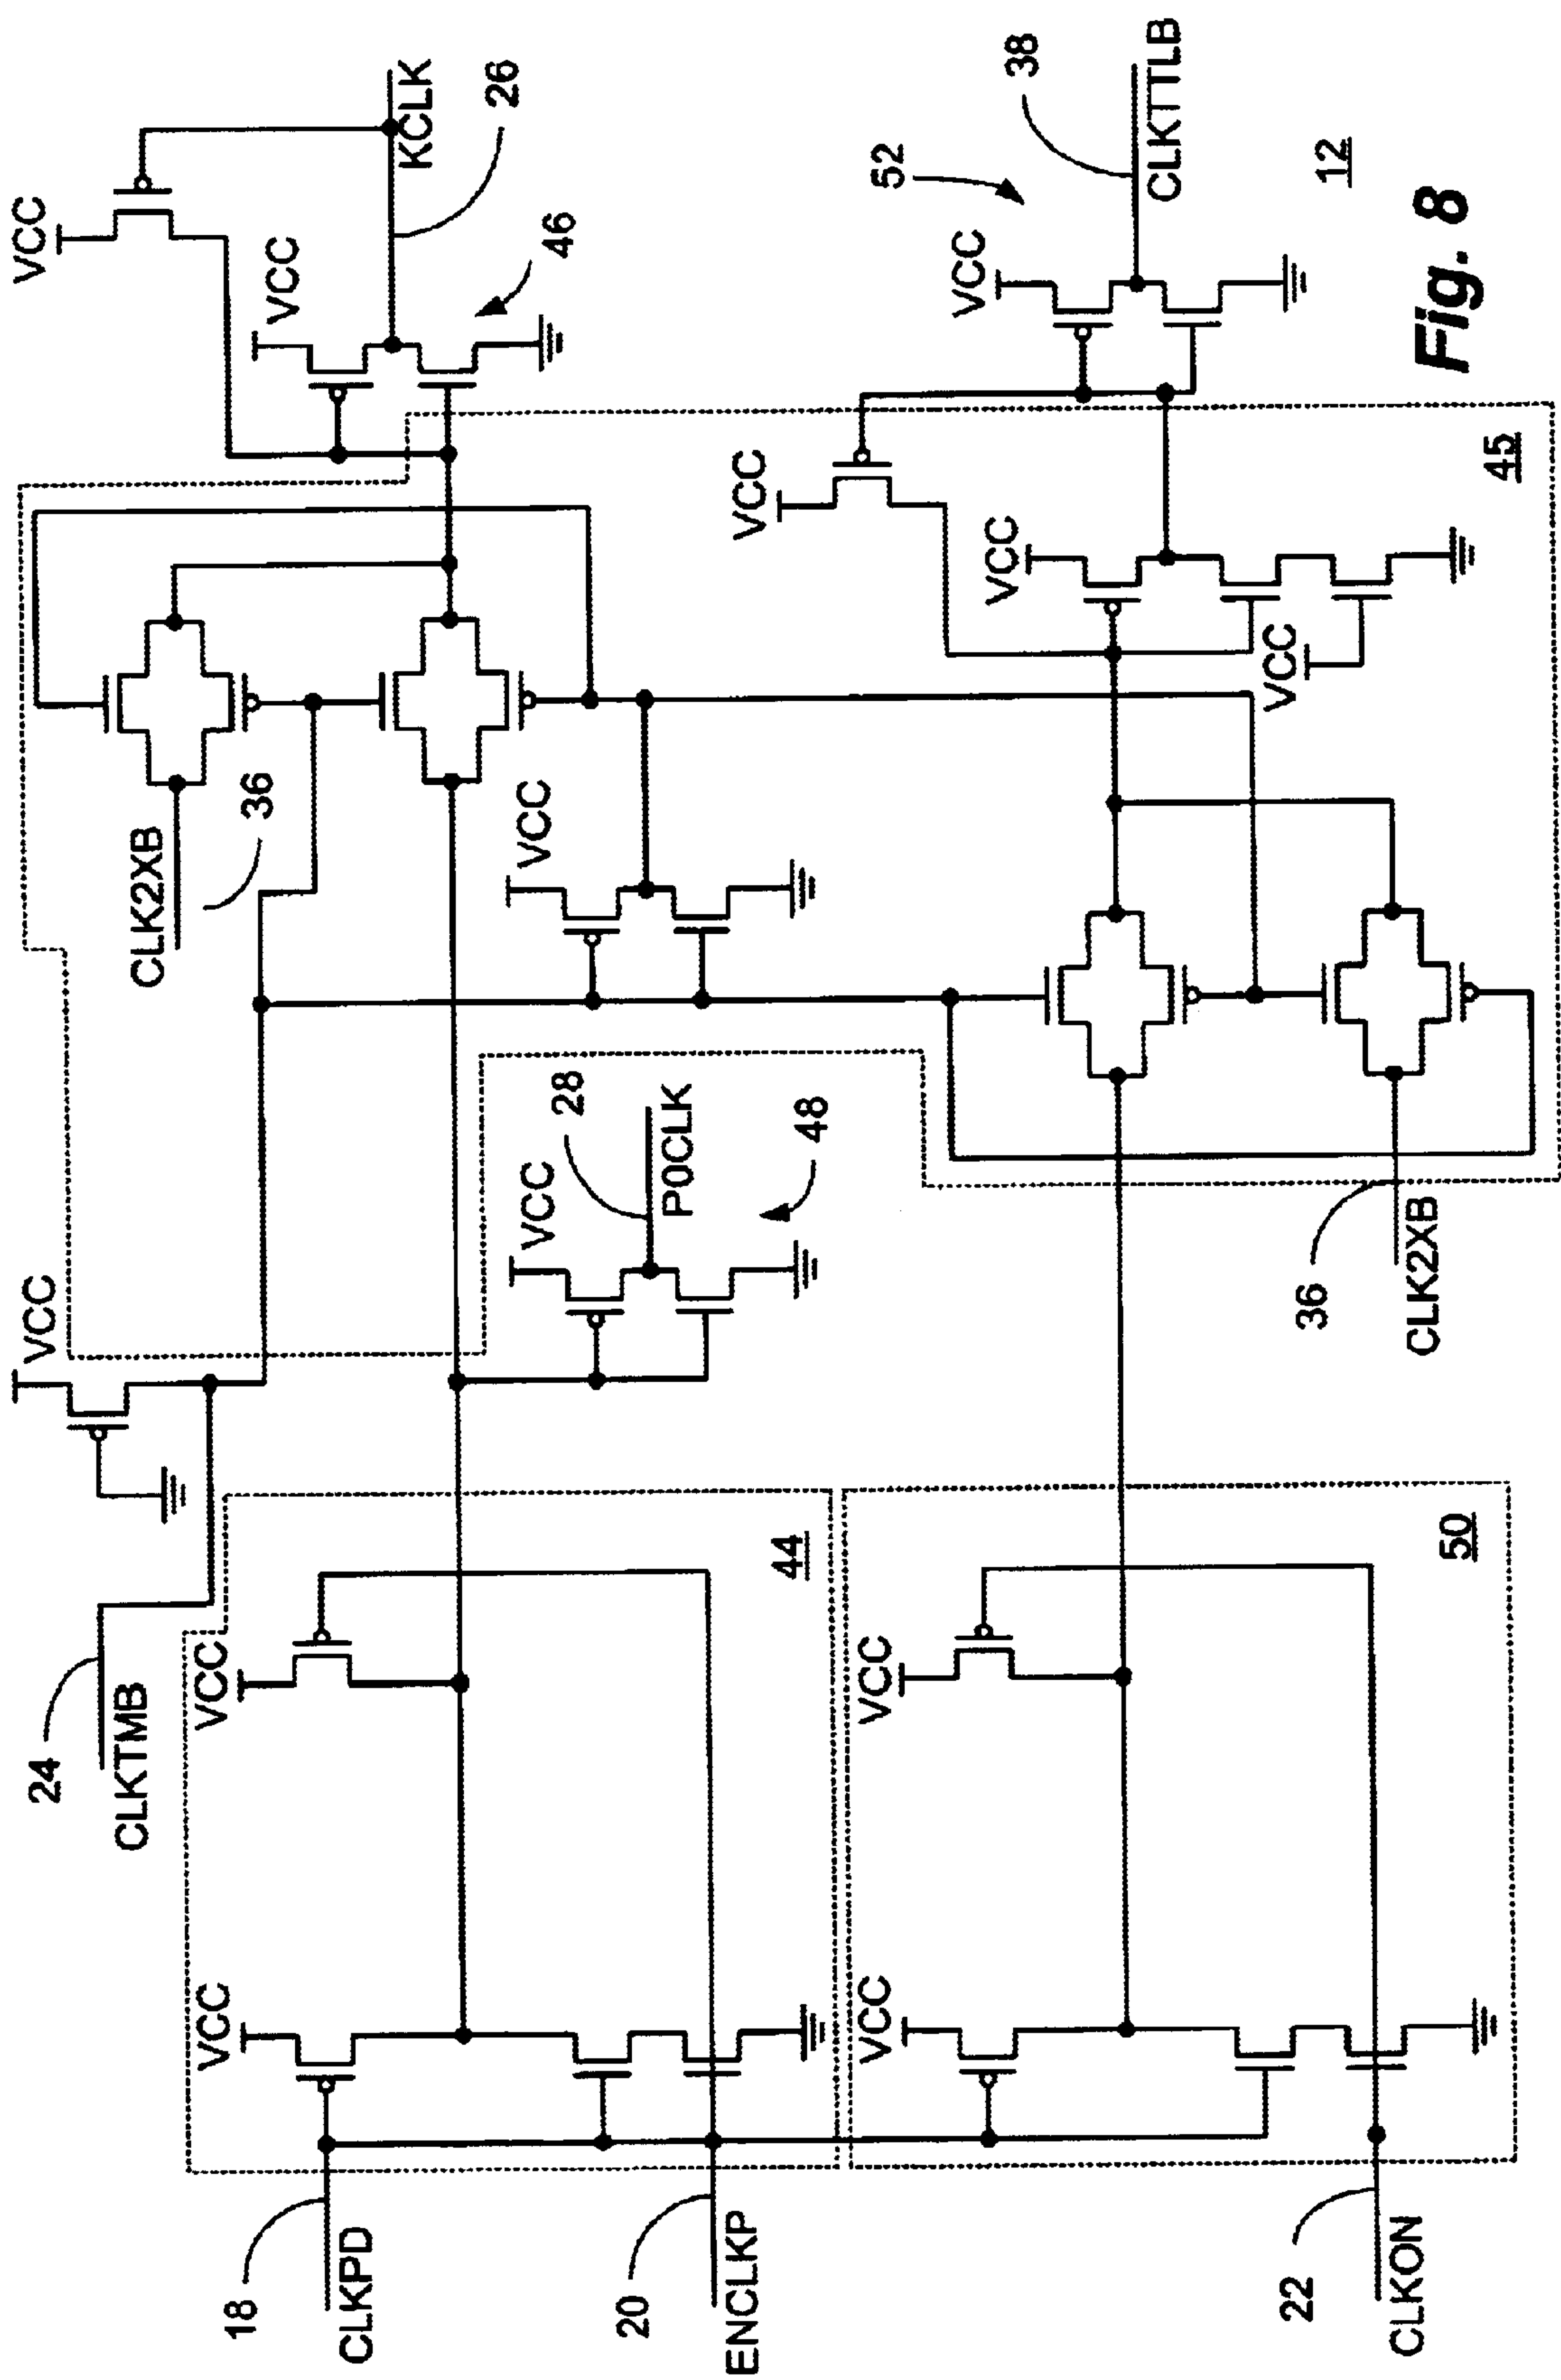 VCC
KCLK
26
VCC
46
CLK2XB
36
VCC
VCC
24
CLKTMB
VCC
VCC
44
18
CLKPD
20
ENCLKP
VCC
28
P0CLK
48
VCC
VCC
VCC
52
VCC
38
CLKTTLB
45
36
CLK2XB
VCC
VCC
50
22
CLKON
12
Fig. 8